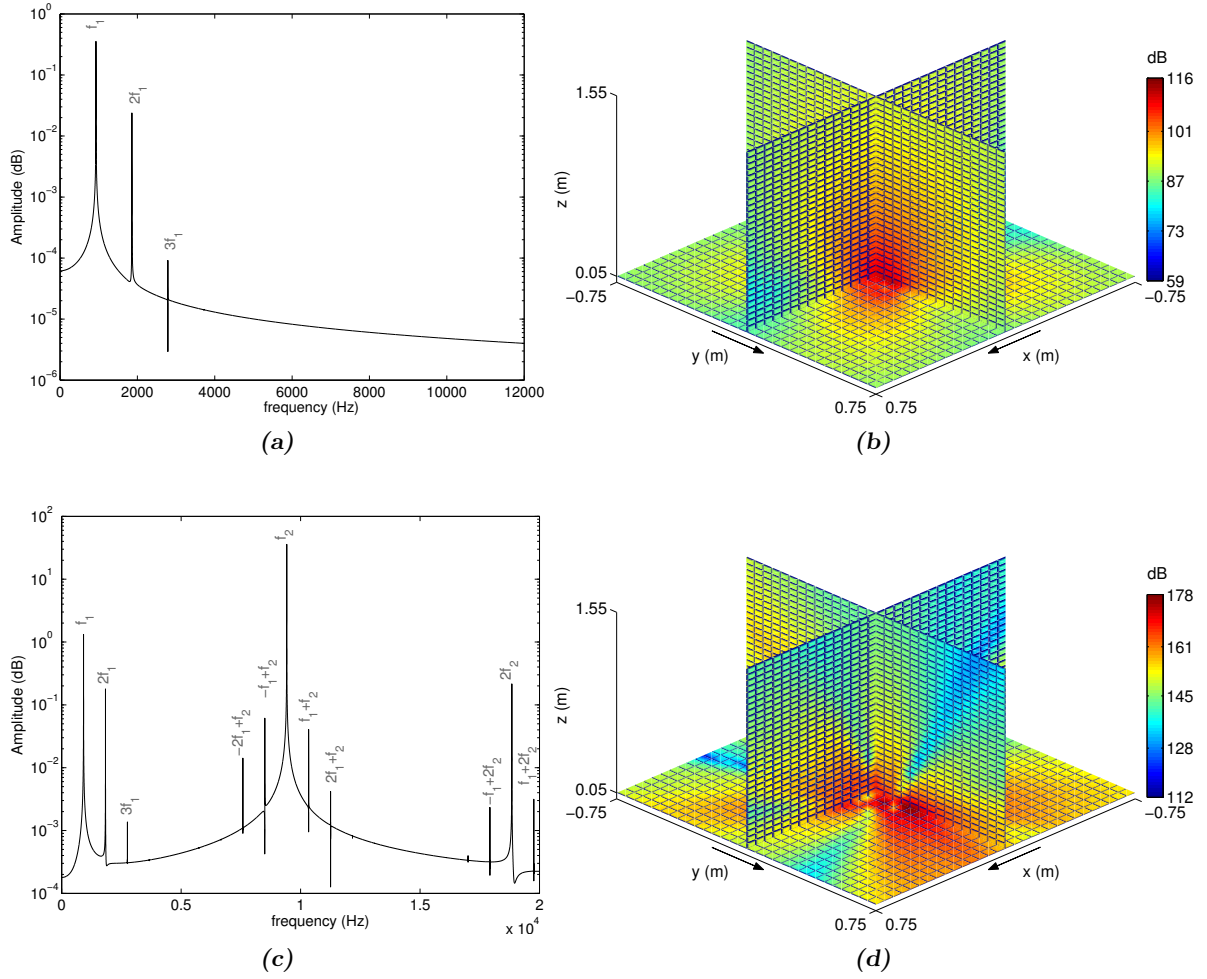 10^0
10^-1
10^-2
10^-3
10^-4
10^-5
10^-6
Amplitude (dB)
f_1
2f_1
3f_1
0 2000 4000 6000 8000 10000 12000
frequency (Hz)
(a)
1.55
z (m)
0.05
−0.75
y (m)
0.75
0.75
x (m)
−0.75
dB
116
101
87
73
59
(b)
10^2
10^1
10^0
10^-1
10^-2
10^-3
10^-4
Amplitude (dB)
f_1
2f_1
3f_1
−2f_1+f_2
−f_1+f_2
f_2
f_1+f_2
2f_1+f_2
−f_1+2f_2
2f_2
f_1+2f_2
0 0.5 1 1.5 2
x 10^4
frequency (Hz)
(c)
1.55
z (m)
0.05
−0.75
y (m)
0.75
0.75
x (m)
−0.75
dB
178
161
145
128
112
(d)